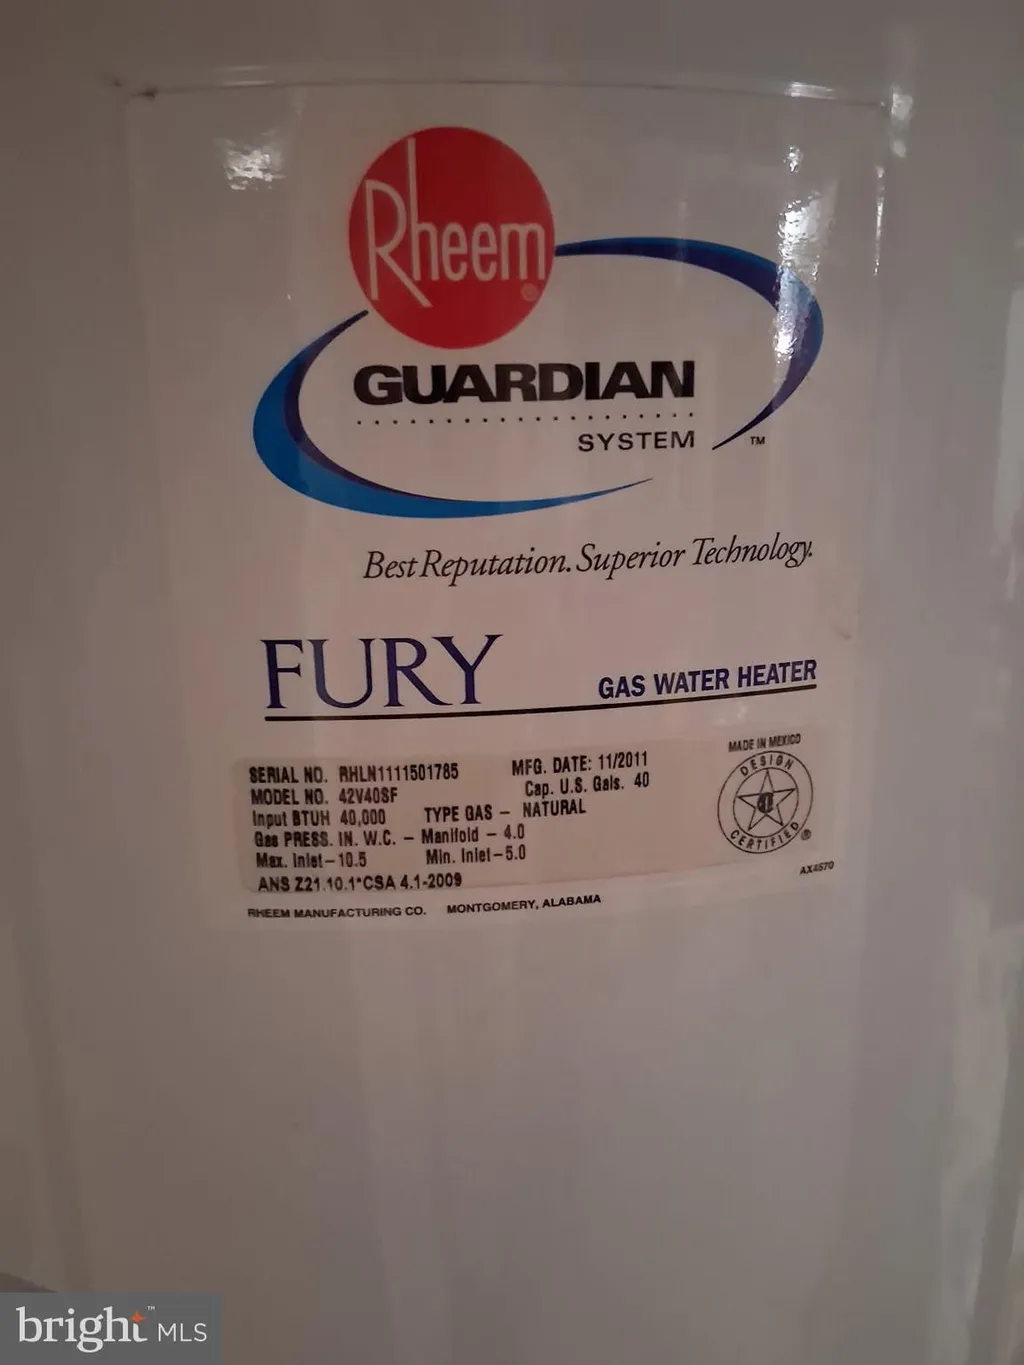 Rheem®
GUARDIAN
SYSTEM ™
Best Reputation. Superior Technology.
FURY
GAS WATER HEATER
SERIAL NO. RHLN1111501785 MFG. DATE: 11/2011
MODEL NO. 42V40SF Cap. U.S. Gals. 40
Input BTUH 40,000 TYPE GAS – NATURAL
Gas PRESS. IN. W.C. – Manifold – 4.0
Max. Inlet–10.5 Min. Inlet–5.0
ANS Z21.10.1*CSA 4.1-2009
MADE IN MEXICO
DESIGN
CERTIFIED ®
AX4570
RHEEM MANUFACTURING CO. MONTGOMERY, ALABAMA
bright™ MLS